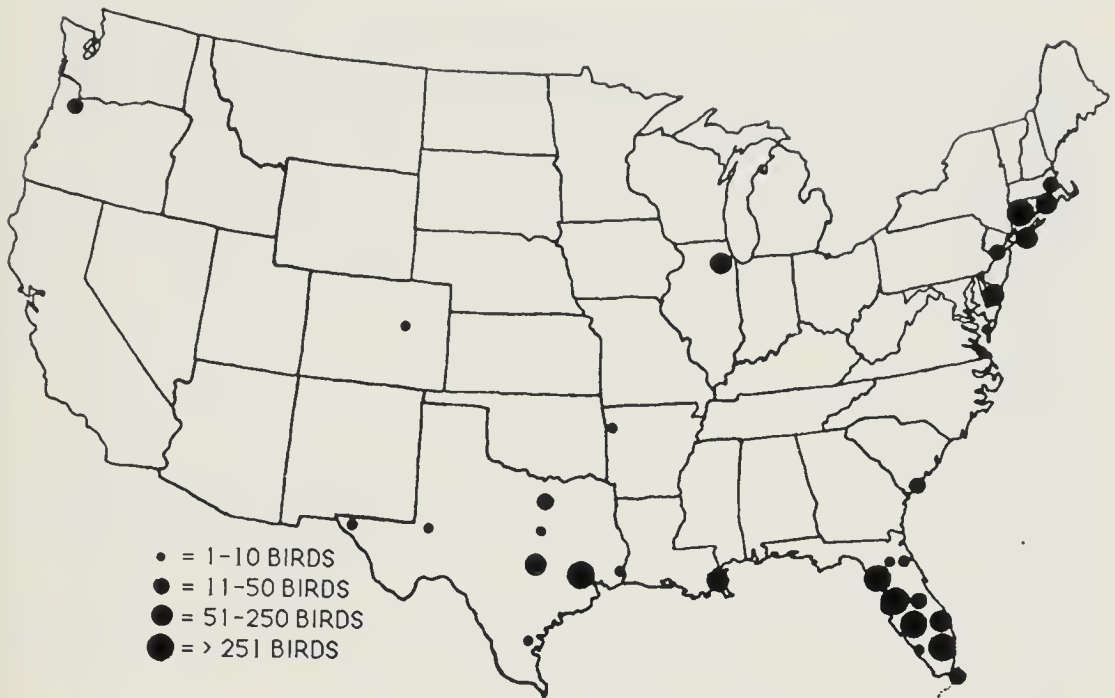 • = 1-10 BIRDS
● = 11-50 BIRDS
● = 51-250 BIRDS
● = > 251 BIRDS